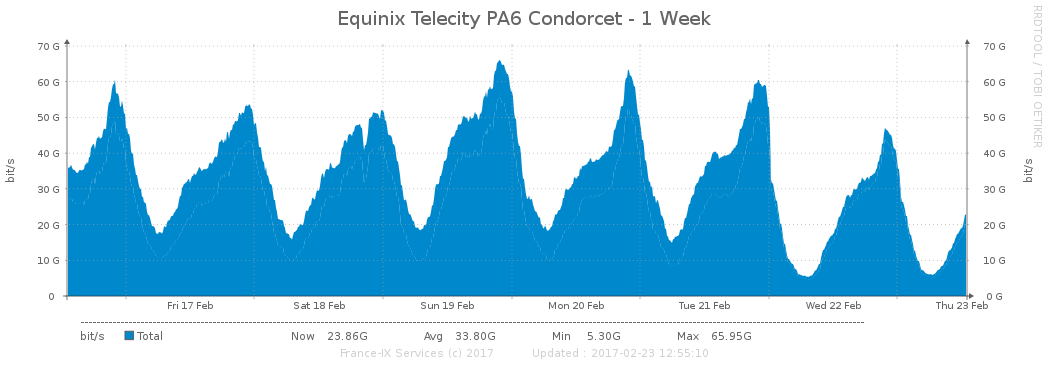 Equinix Telecity PA6 Condorcet - 1 Week
RRDTOOL / TOBI OETIKER
bit/s
70 G
60 G
50 G
40 G
30 G
20 G
10 G
0
70 G
60 G
50 G
40 G
30 G
20 G
10 G
0 G
bit/s
Fri 17 Feb Sat 18 Feb Sun 19 Feb Mon 20 Feb Tue 21 Feb Wed 22 Feb Thu 23 Feb
bit/s Total Now 23.86G Avg 33.80G Min 5.30G Max 65.95G
France-IX Services (c) 2017 Updated : 2017-02-23 12:55:10